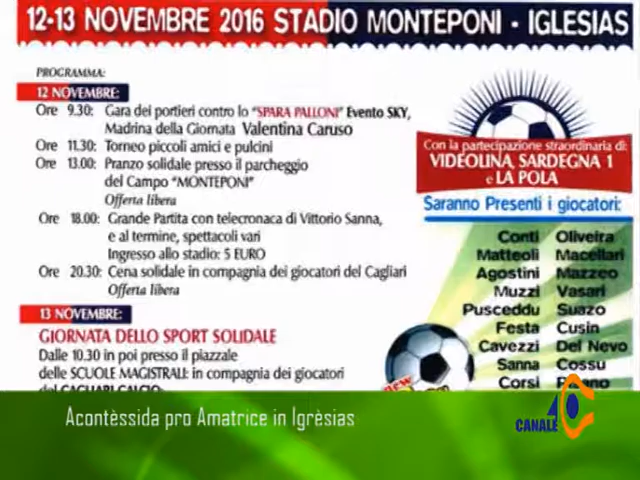 12-13 NOVEMBRE 2016 STADIO MONTEPONI - IGLESIAS
PROGRAMMA:
12 NOVEMBRE:
Ore 9.30: Gara dei portieri contro lo "SPARA PALLONI" Evento SKY,
Madrina della Giornata Valentina Caruso
Ore 11.30: Torneo piccoli amici e pulcini
Ore 13.00: Pranzo solidale presso il parcheggio
del Campo "MONTEPONI"
Offerta libera
Ore 18.00: Grande Partita con telecronaca di Vittorio Sanna,
e al termine, spettacoli vari
Ingresso allo stadio: 5 EURO
Ore 20.30: Cena solidale in compagnia dei giocatori del Cagliari
Offerta libera
13 NOVEMBRE:
GIORNATA DELLO SPORT SOLIDALE
Dalle 10.30 in poi presso il piazzale
delle SCUOLE MAGISTRALI: in compagnia dei giocatori
del CAGLIARI CALCIO:
Con la partecipazione straordinaria di:
VIDEOLINA, SARDEGNA 1
e LA POLA
Saranno Presenti i giocatori:
Conti Oliveira
Matteoli Macellari
Agostini Mazzeo
Muzzi Vasari
Pusceddu Suazo
Festa Cusin
Cavezzi Del Nevo
Sanna Cossu
Corsi
new
Acontèssida pro Amatrice in Igrèsias
CANALE 40